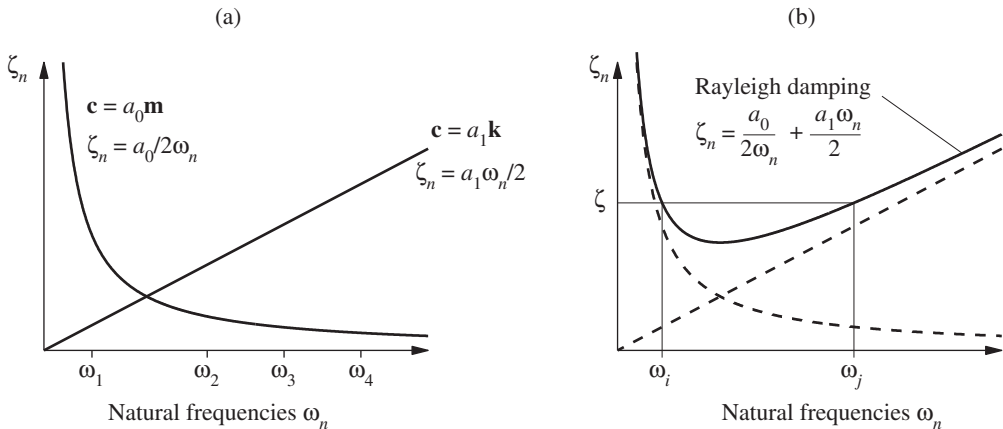 (a)
ζn
c = a0m
ζn = a0/2ωn
c = a1k
ζn = a1ωn/2
ω1 ω2 ω3 ω4
Natural frequencies ωn
(b)
ζn
Rayleigh damping
ζn = a0/2ωn + a1ωn/2
ζ
ωi ωj
Natural frequencies ωn